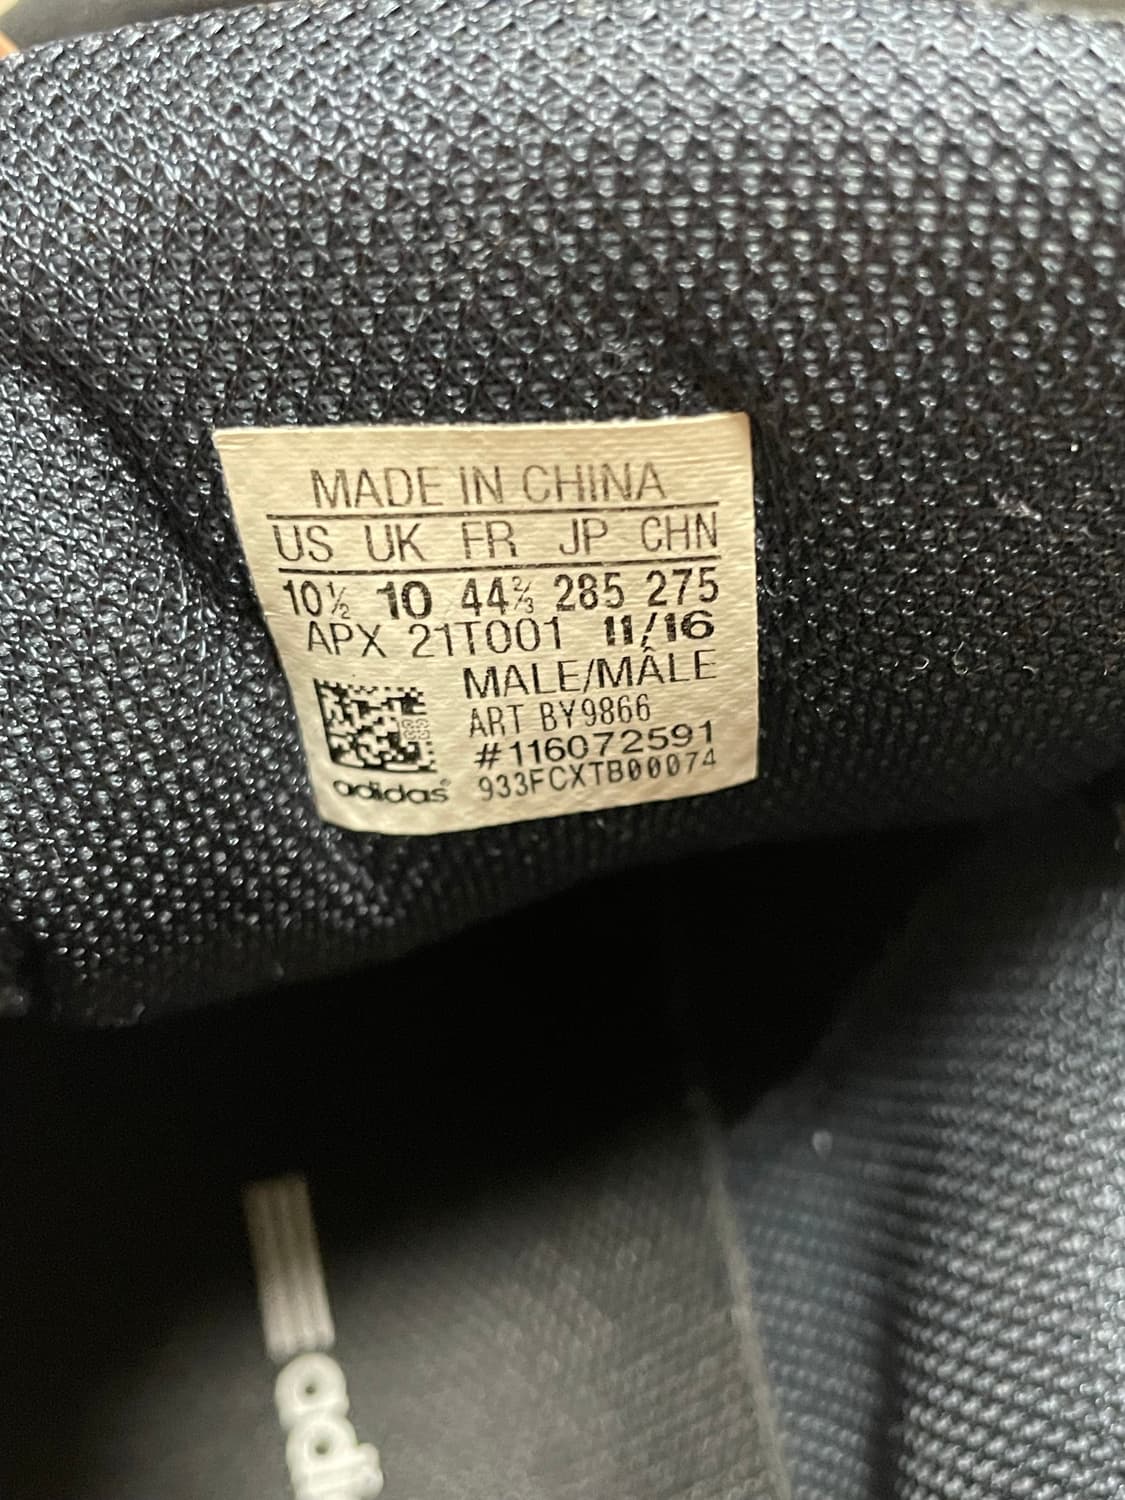 MADE IN CHINA
US UK FR JP CHN
10½ 10 44⅔ 285 275
APX 21T001 11/16
MALE/MÂLE
ART BY9866
#116072591
933FCXTB00074
adidas®